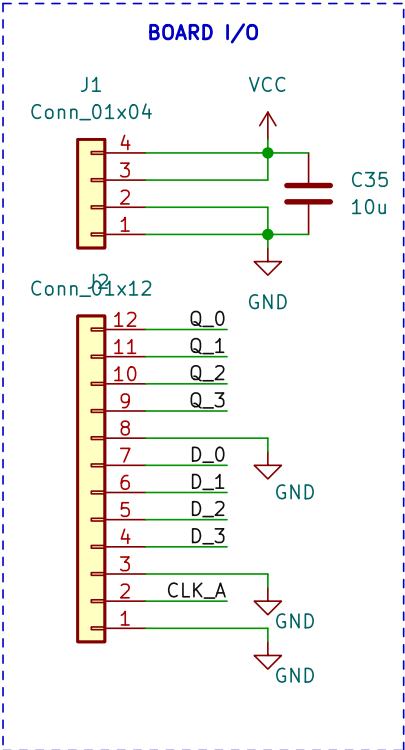 BOARD I/O
J1
VCC
Conn_01x04
4
3
2
1
C35
10u
GND
J2
Conn_01x12
12 Q_0
11 Q_1
10 Q_2
9 Q_3
8
GND
7 D_0
6 D_1
5 D_2
4 D_3
3
GND
2 CLK_A
1
GND